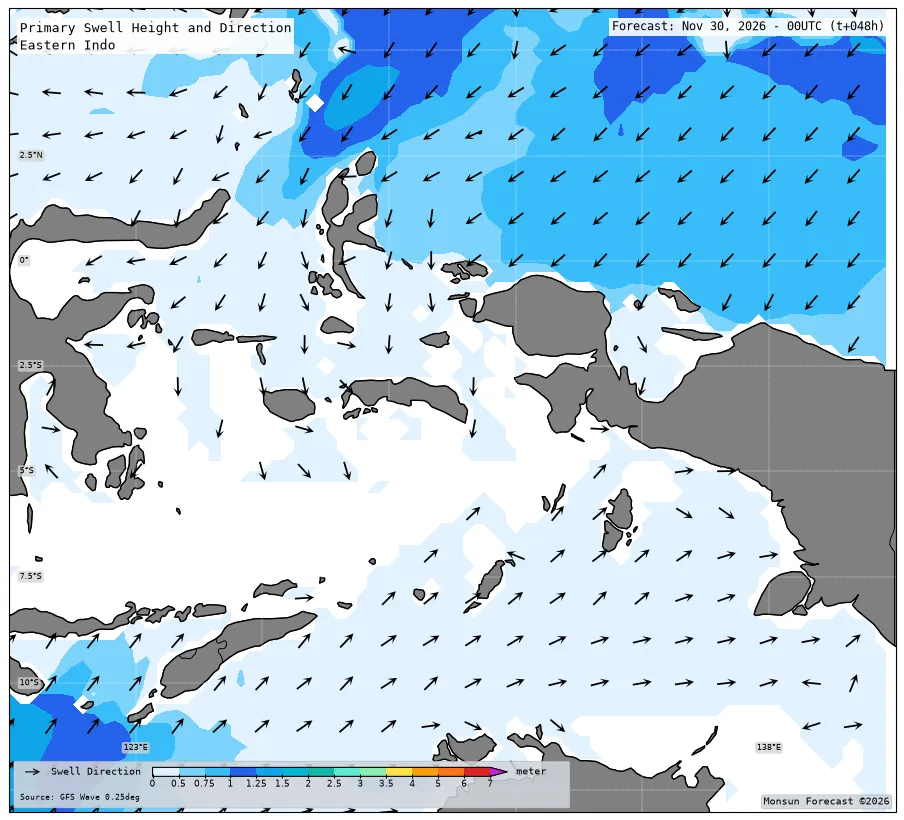 Primary Swell Height and Direction
Eastern Indo
Forecast: Nov 30, 2026 - 00UTC (t+048h)
2.5°N
0°
2.5°S
5°S
7.5°S
10°S
123°E
138°E
Swell Direction
meter
0 0.5 0.75 1 1.25 1.5 2 2.5 3 3.5 4 5 6 7
Source: GFS Wave 0.25deg
Monsun Forecast ©2026